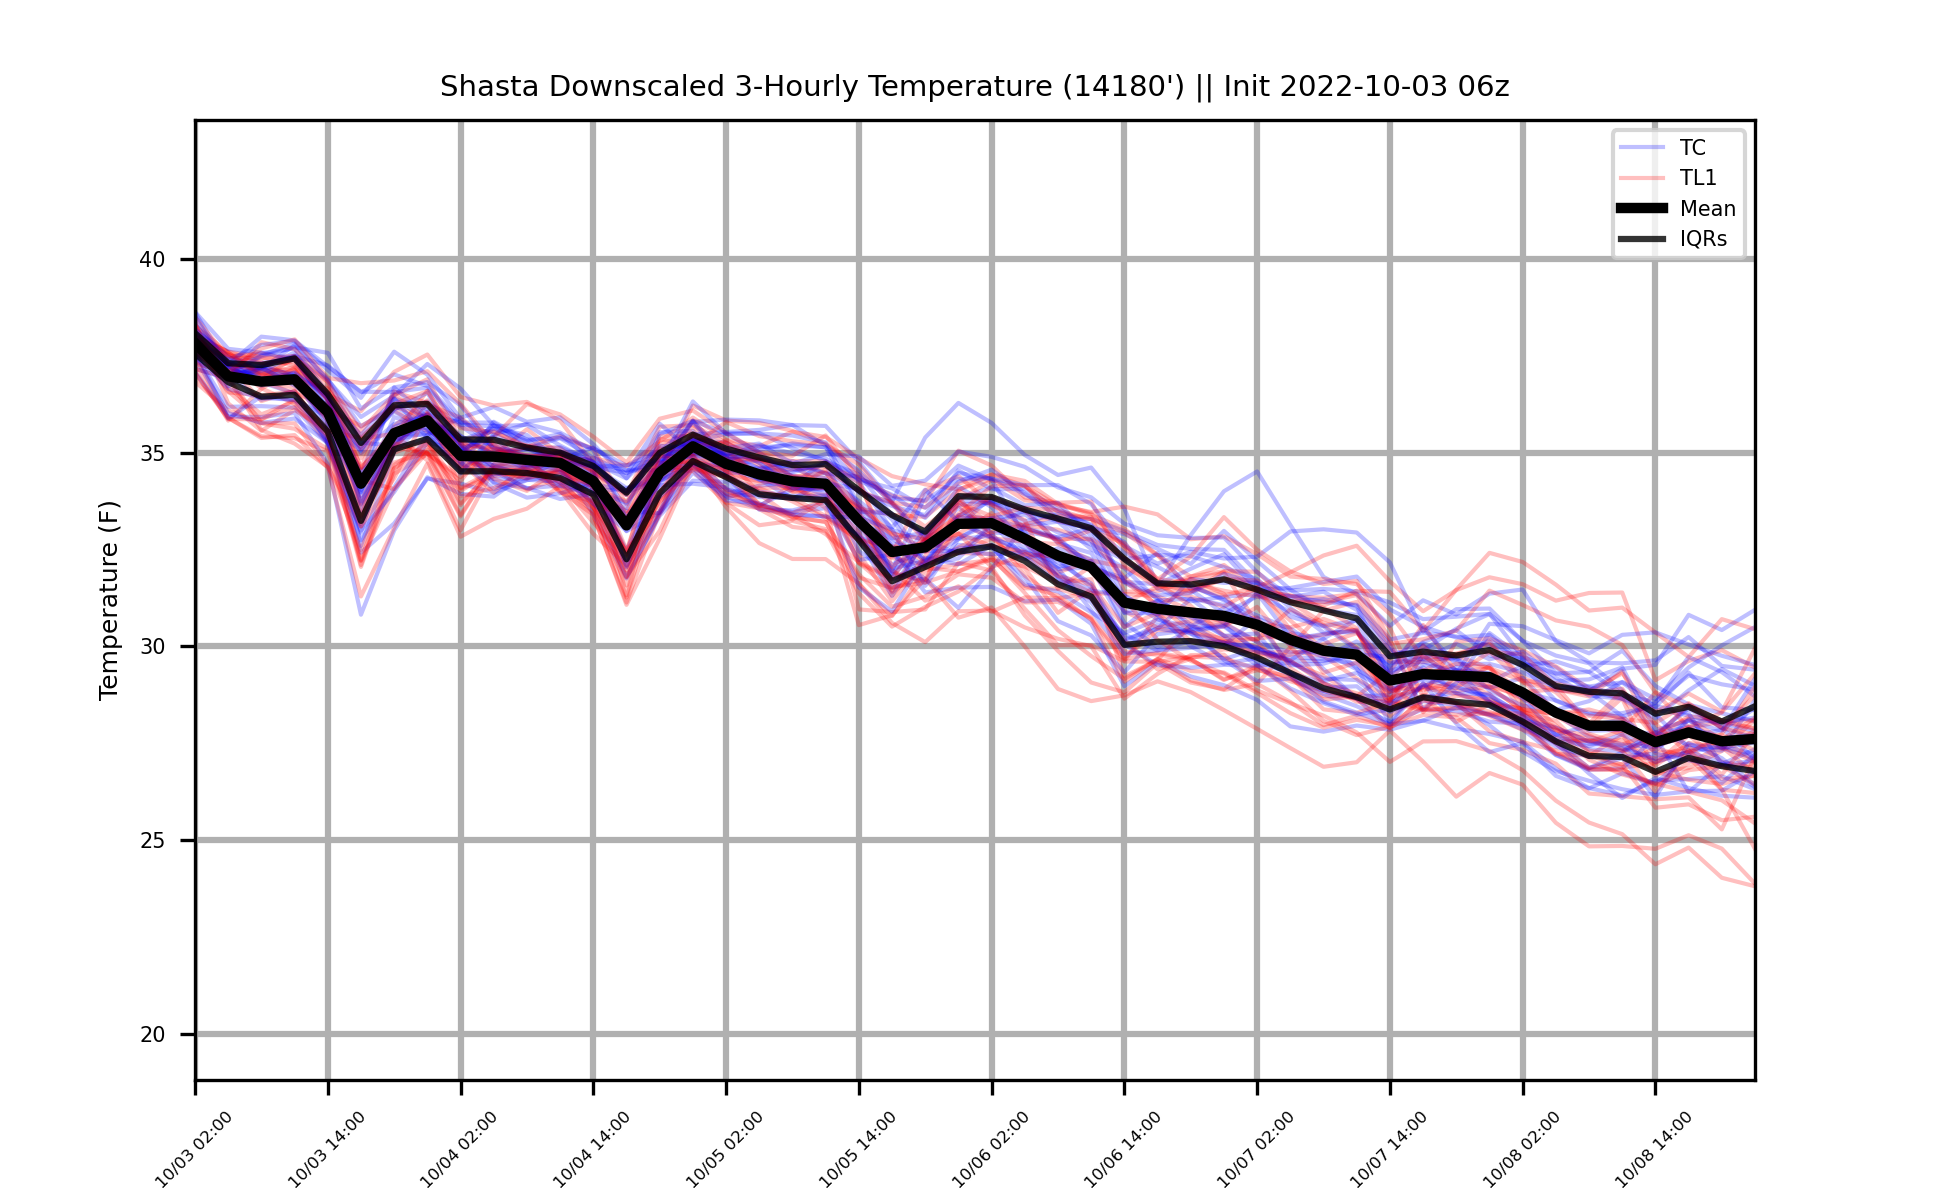 Shasta Downscaled 3-Hourly Temperature (14180') || Init 2022-10-03 06z
TC
TL1
Mean
IQRs
Temperature (F)
40
35
30
25
20
10/03 02:00
10/03 14:00
10/04 02:00
10/04 14:00
10/05 02:00
10/05 14:00
10/06 02:00
10/06 14:00
10/07 02:00
10/07 14:00
10/08 02:00
10/08 14:00